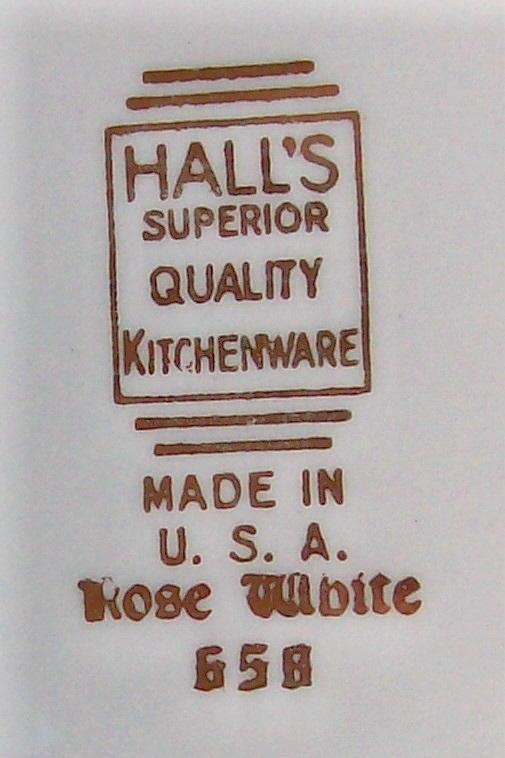 HALL'S
SUPERIOR
QUALITY
KITCHENWARE
MADE IN
U. S. A.
Rose White
658